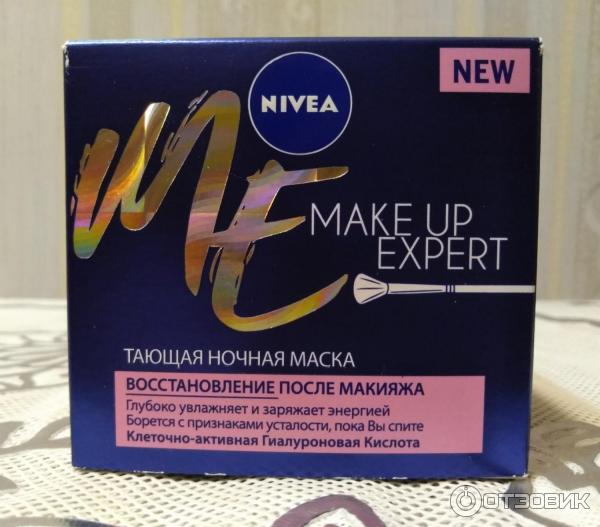 NEW
NIVEA
ME
MAKE UP
EXPERT
ТАЮЩАЯ НОЧНАЯ МАСКА
ВОССТАНОВЛЕНИЕ ПОСЛЕ МАКИЯЖА
Глубоко увлажняет и заряжает энергией
Борется с признаками усталости, пока Вы спите
Клеточно-активная Гиалуроновая Кислота
ОТЗОВИК